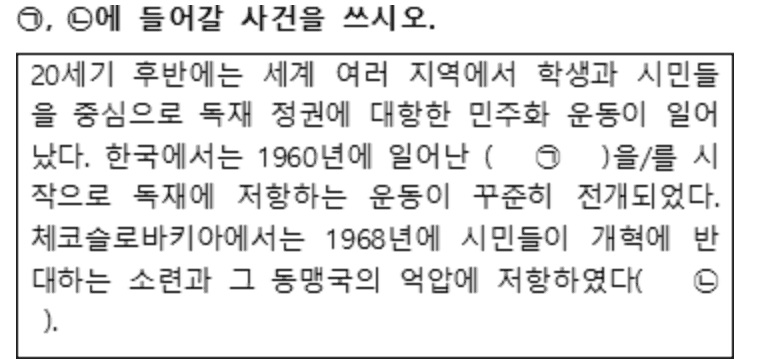 ㉠, ㉡에 들어갈 사건을 쓰시오.
20세기 후반에는 세계 여러 지역에서 학생과 시민들
을 중심으로 독재 정권에 대항한 민주화 운동이 일어
났다. 한국에서는 1960년에 일어난 ( ㉠ )을/를 시
작으로 독재에 저항하는 운동이 꾸준히 전개되었다.
체코슬로바키아에서는 1968년에 시민들이 개혁에 반
대하는 소련과 그 동맹국의 억압에 저항하였다( ㉡
).